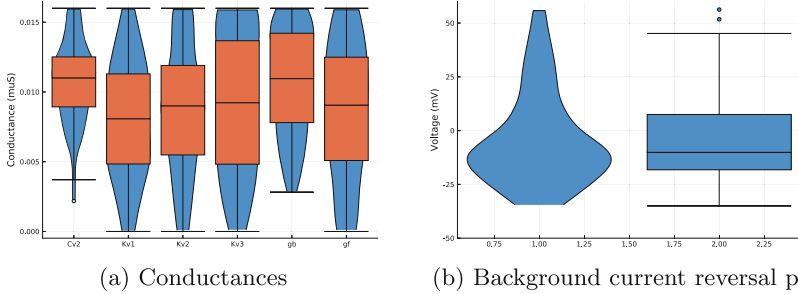 0.015
0.010
0.005
0.000
Conductance (muS)
Cv2 Kv1 Kv2 Kv3 gb gf
(a) Conductances
50
25
0
-25
-50
Voltage (mV)
0,75 1,00 1,25 1,50 1,75 2,00 2,25
(b) Background current reversal p